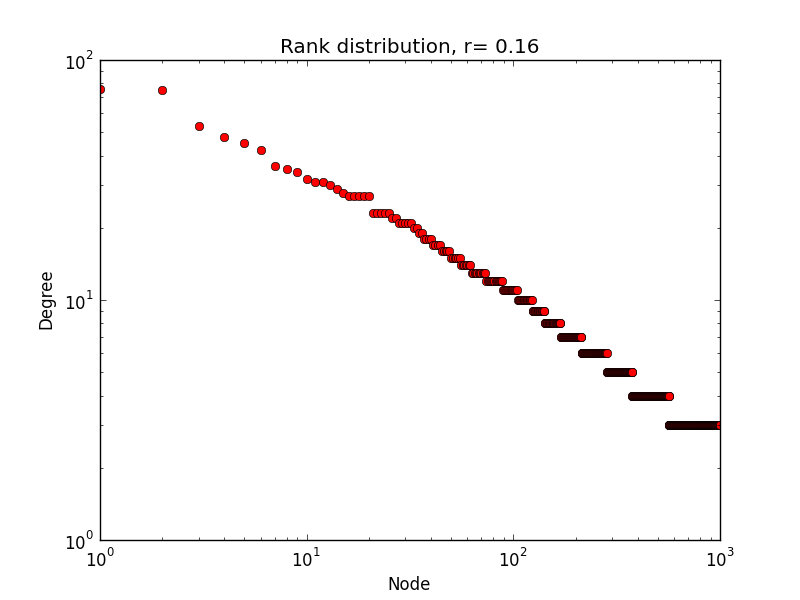 Rank distribution, r= 0.16
10²
10¹
10⁰
Degree
10⁰ 10¹ 10² 10³
Node